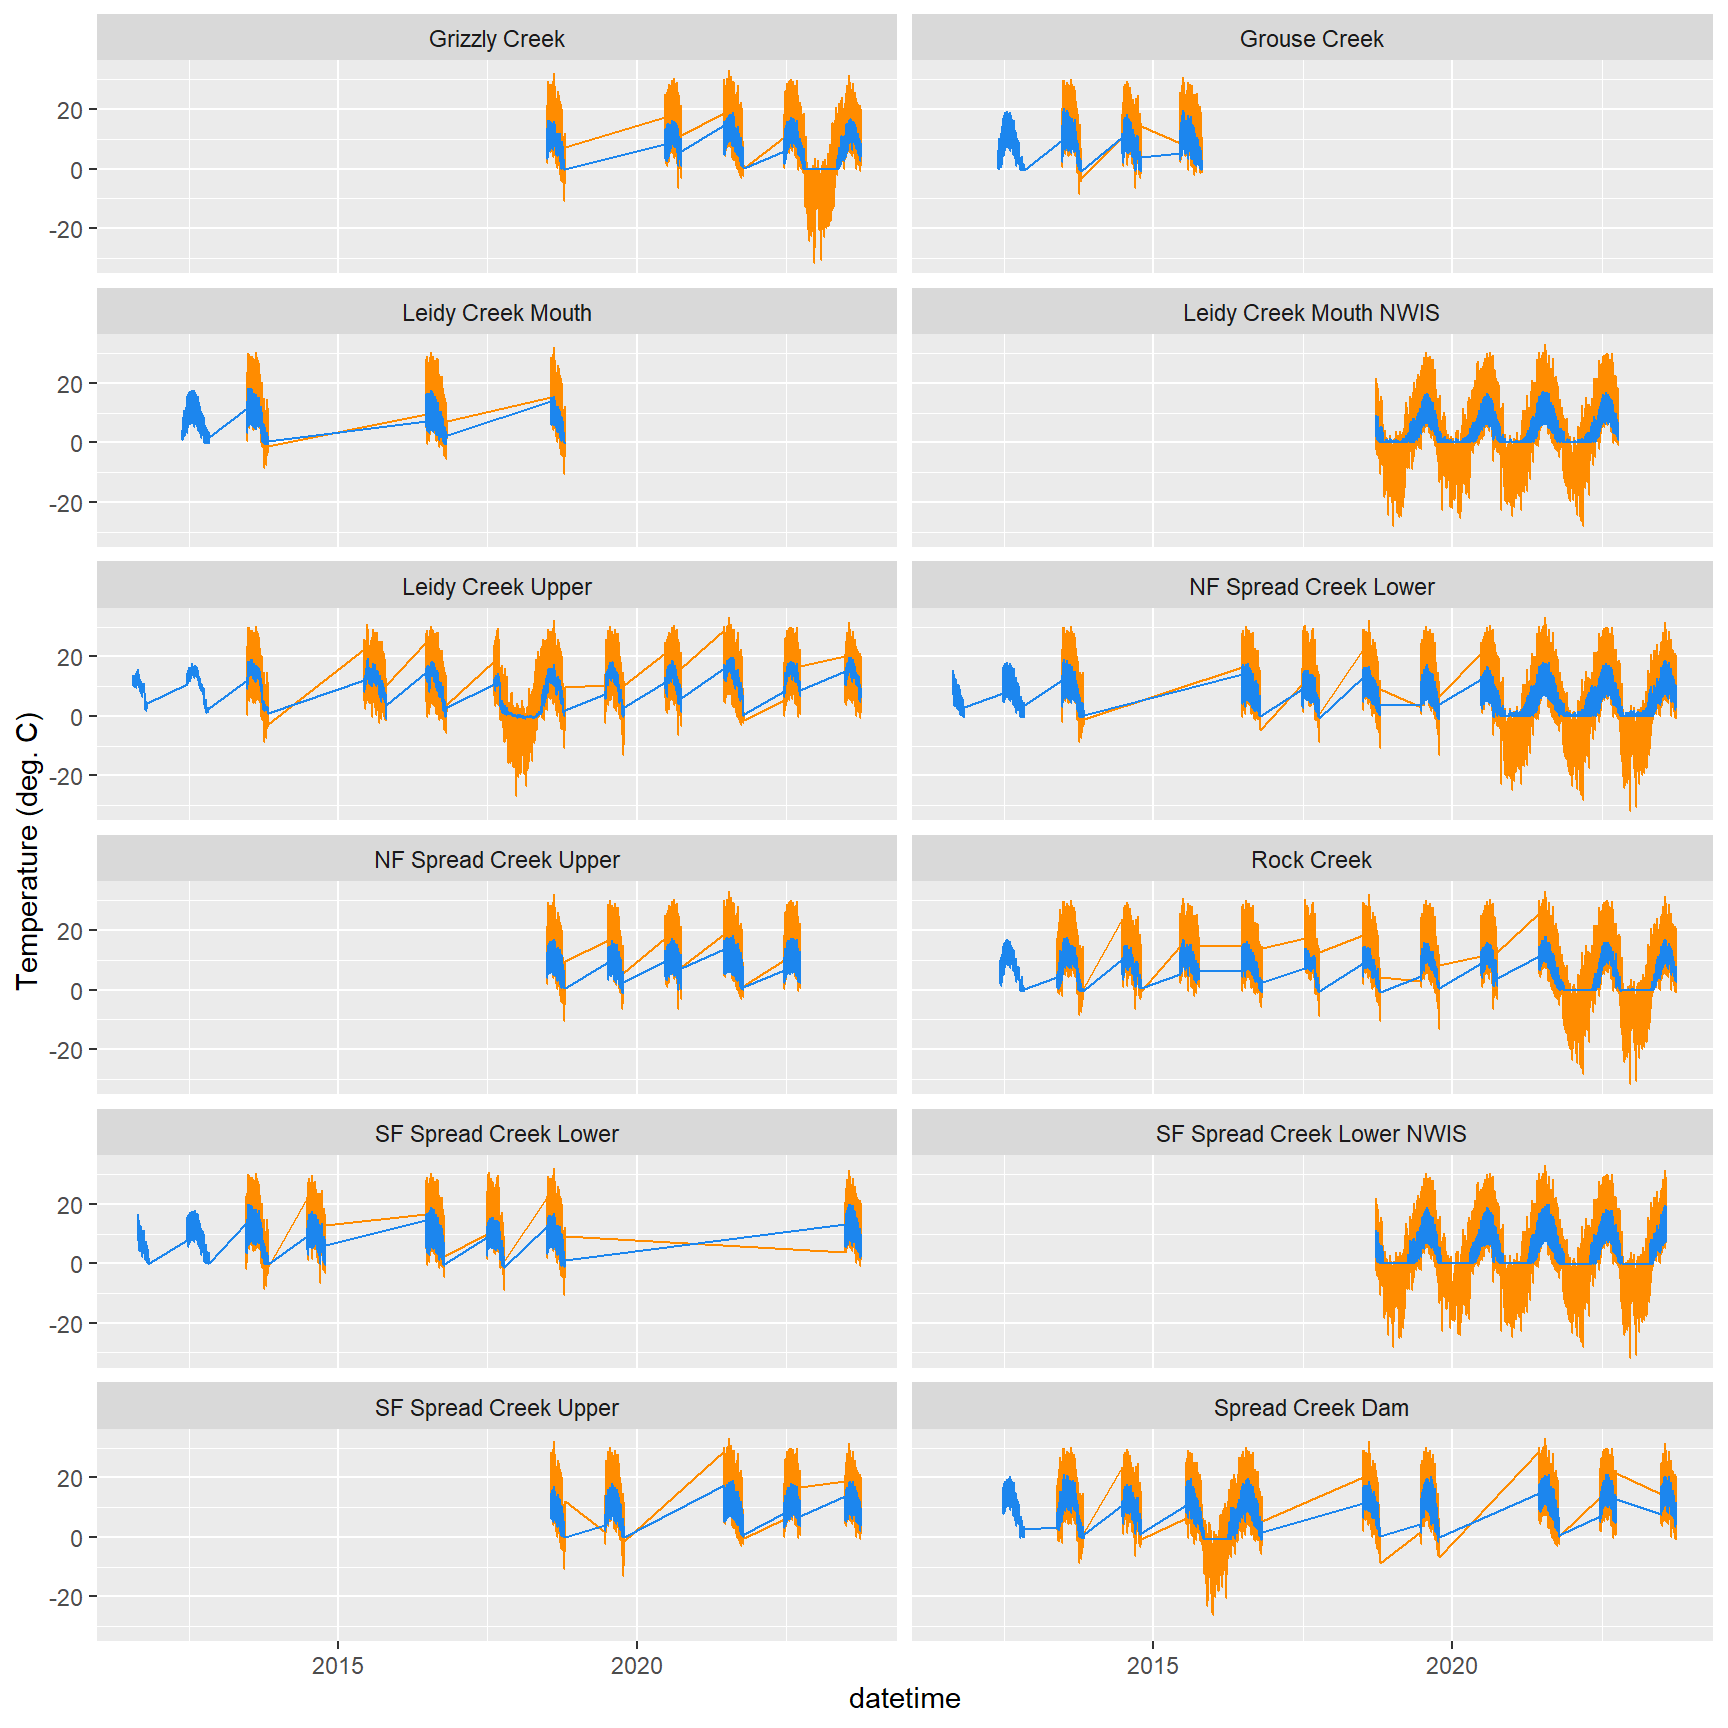 Grizzly Creek
Grouse Creek
20
0
-20
Leidy Creek Mouth
Leidy Creek Mouth NWIS
20
0
-20
Leidy Creek Upper
NF Spread Creek Lower
20
0
-20
NF Spread Creek Upper
Rock Creek
20
0
-20
SF Spread Creek Lower
SF Spread Creek Lower NWIS
20
0
-20
SF Spread Creek Upper
Spread Creek Dam
20
0
-20
2015
2020
2015
2020
datetime
Temperature (deg. C)